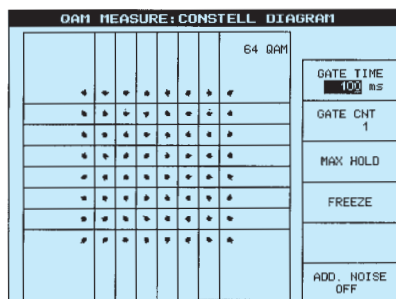 QAM MEASURE:CONSTELL DIAGRAM
64 QAM
GATE TIME
100 ms
GATE CNT
1
MAX HOLD
FREEZE
ADD. NOISE
OFF